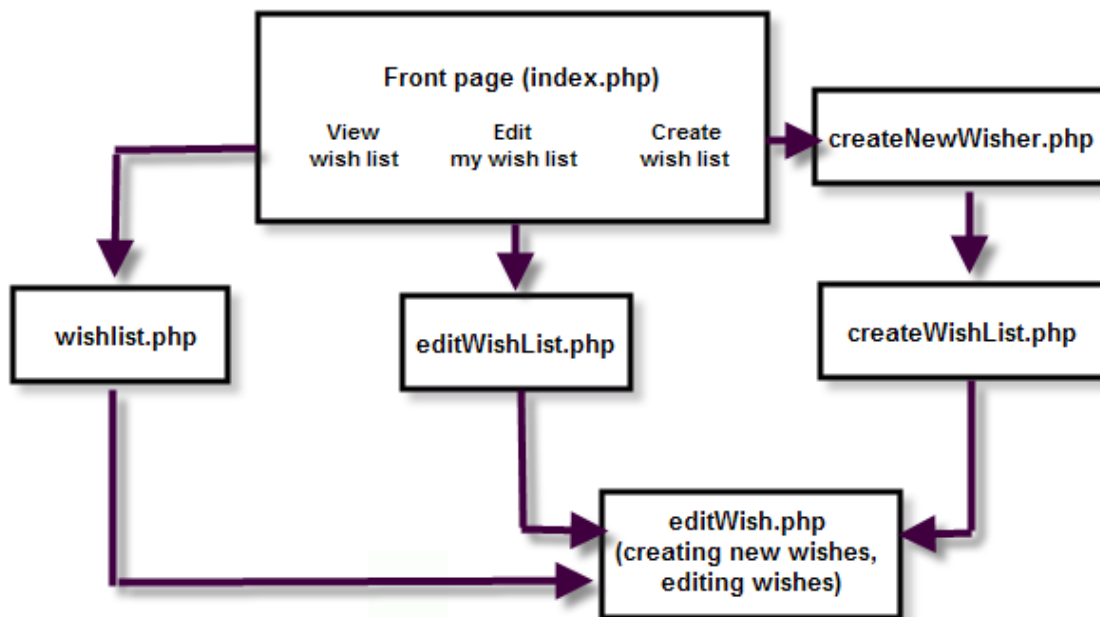 Front page (index.php)
View
wish list
Edit
my wish list
Create
wish list
createNewWisher.php
wishlist.php
editWishList.php
createWishList.php
editWish.php
(creating new wishes,
editing wishes)